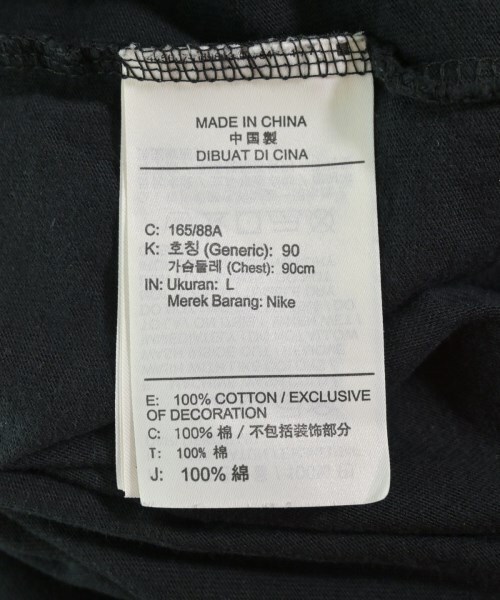 MADE IN CHINA
中国製
DIBUAT DI CINA
C: 165/88A
K: 호칭 (Generic): 90
가슴둘레 (Chest): 90cm
IN: Ukuran: L
Merek Barang: Nike
E: 100% COTTON / EXCLUSIVE
OF DECORATION
C: 100% 棉 / 不包括装饰部分
T: 100% 棉
J: 100% 綿